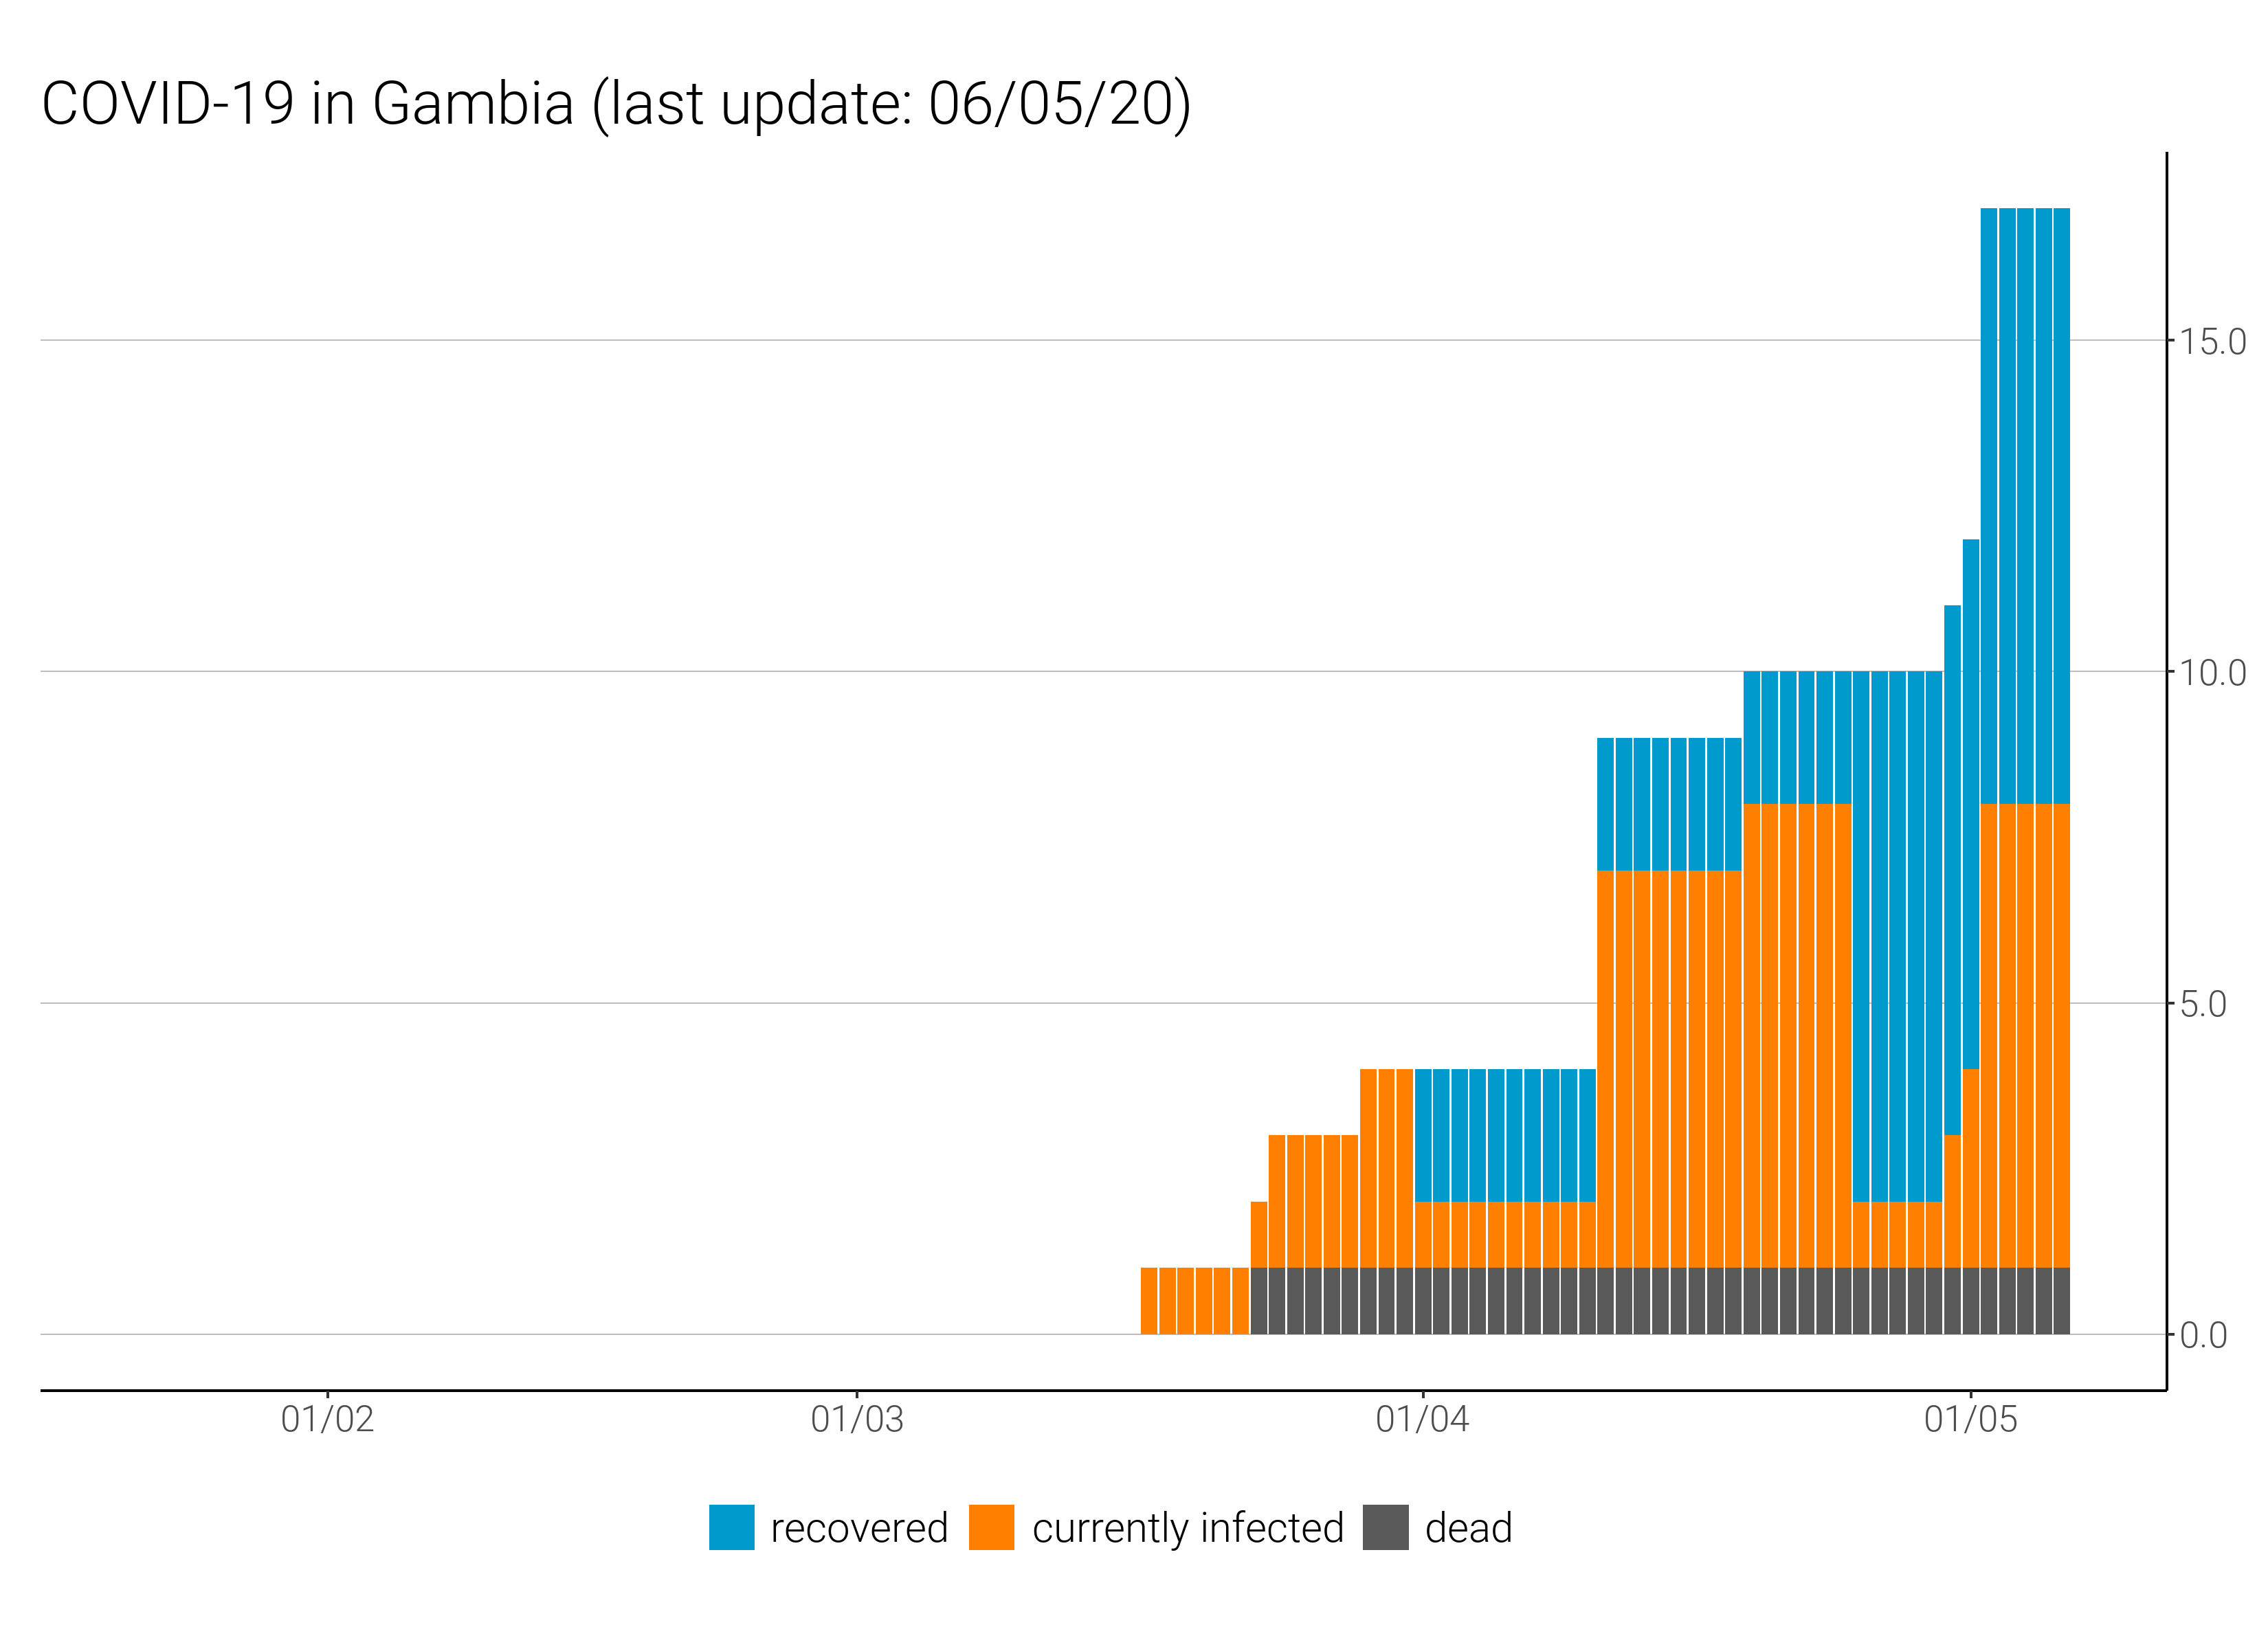 COVID-19 in Gambia (last update: 06/05/20)
15.0
10.0
5.0
0.0
01/02 01/03 01/04 01/05
recovered currently infected dead